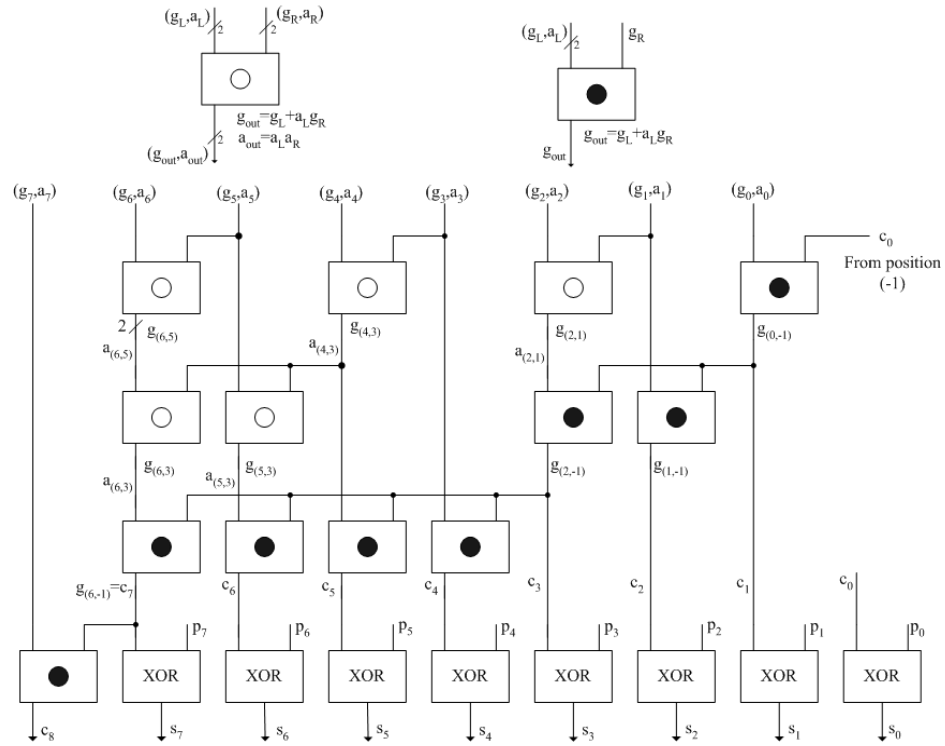 (g_L,a_L) (g_R,a_R)
2 2
g_out=g_L+a_L g_R
a_out=a_L a_R
2
(g_out,a_out)
(g_L,a_L) g_R
2
g_out=g_L+a_L g_R
g_out
(g_7,a_7) (g_6,a_6) (g_5,a_5) (g_4,a_4) (g_3,a_3) (g_2,a_2) (g_1,a_1) (g_0,a_0)
c_0
From position
(-1)
2 g_(6,5) g_(4,3) g_(2,1) g_(0,-1)
a_(6,5) a_(4,3) a_(2,1)
g_(6,3) g_(5,3) g_(2,-1) g_(1,-1)
a_(6,3) a_(5,3)
g_(6,-1)=c_7 c_6 c_5 c_4 c_3 c_2 c_1 c_0
p_7 p_6 p_5 p_4 p_3 p_2 p_1 p_0
XOR XOR XOR XOR XOR XOR XOR XOR
c_8 s_7 s_6 s_5 s_4 s_3 s_2 s_1 s_0